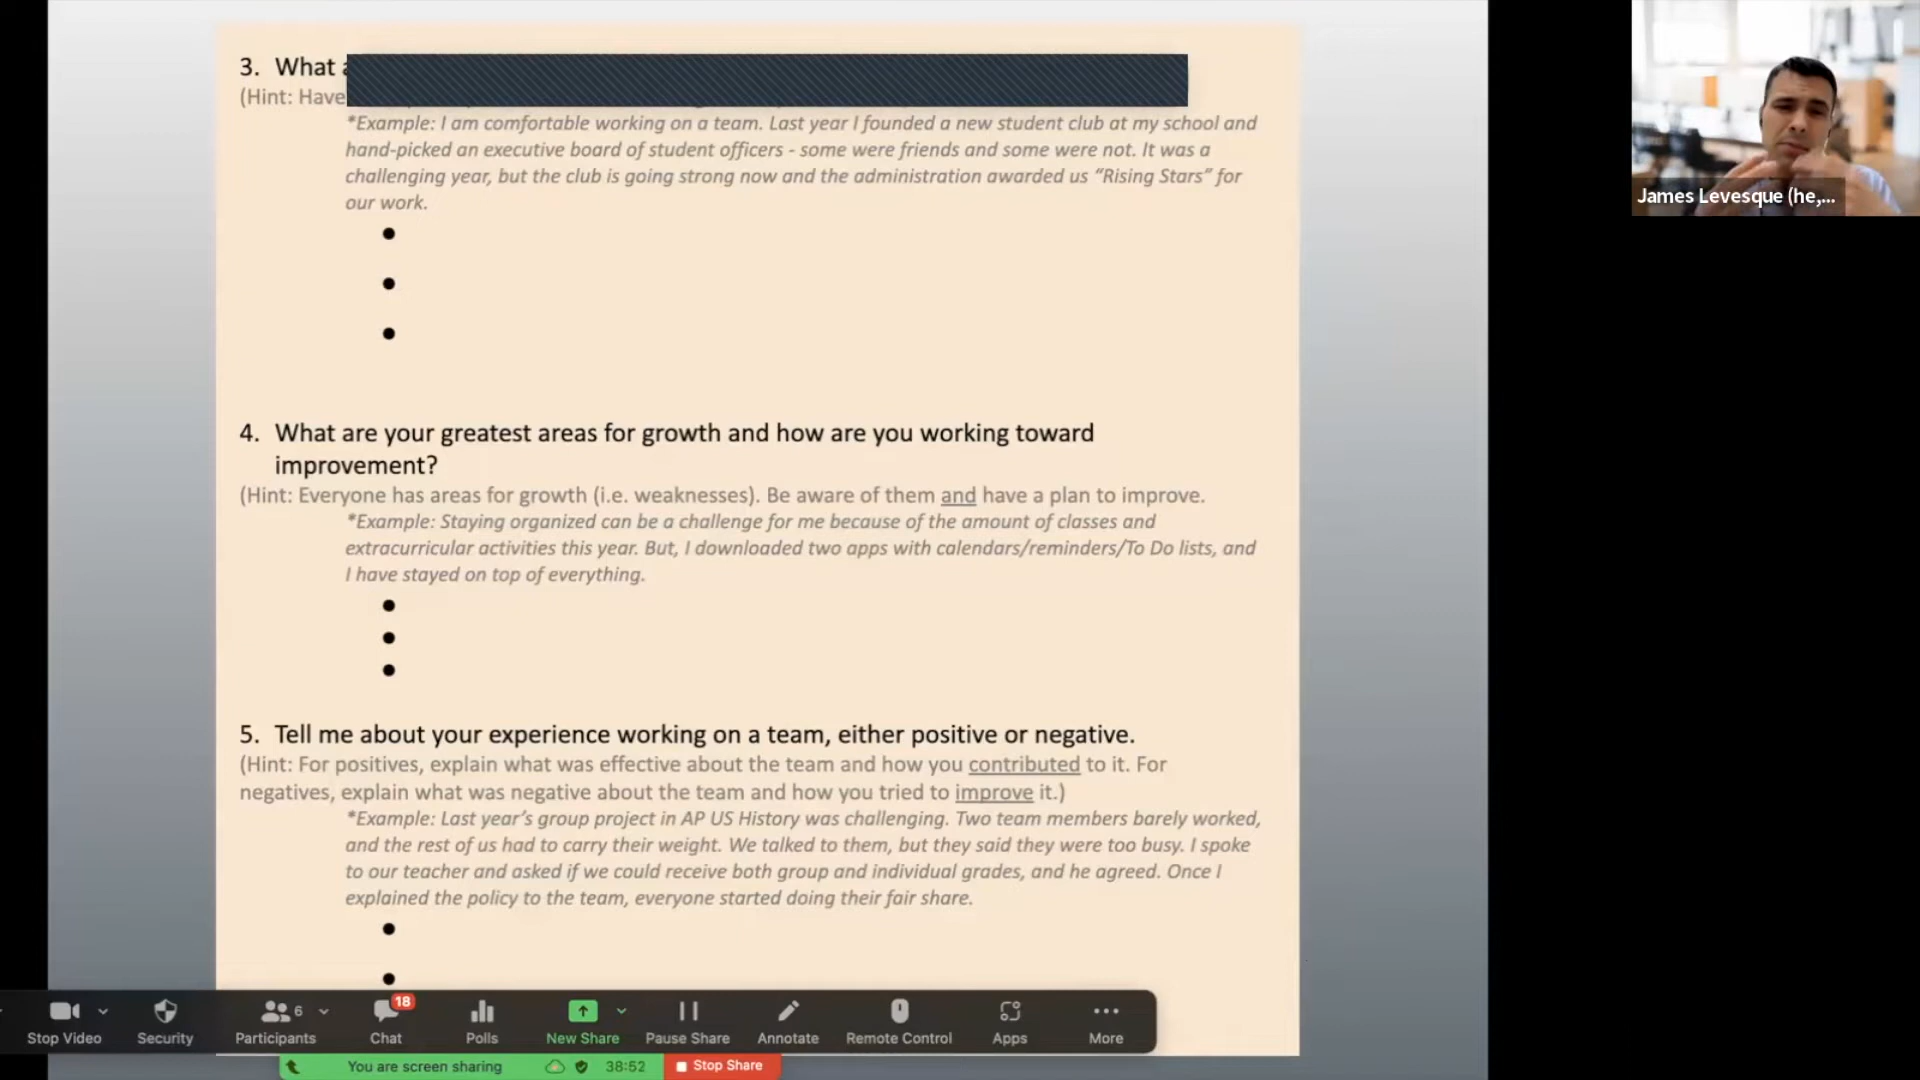 3. What
(Hint: Have
*Example: I am comfortable working on a team. Last year I founded a new student club at my school and
hand-picked an executive board of student officers - some were friends and some were not. It was a
challenging year, but the club is going strong now and the administration awarded us “Rising Stars” for
our work.
4. What are your greatest areas for growth and how are you working toward
improvement?
(Hint: Everyone has areas for growth (i.e. weaknesses). Be aware of them and have a plan to improve.
*Example: Staying organized can be a challenge for me because of the amount of classes and
extracurricular activities this year. But, I downloaded two apps with calendars/reminders/To Do lists, and
I have stayed on top of everything.
5. Tell me about your experience working on a team, either positive or negative.
(Hint: For positives, explain what was effective about the team and how you contributed to it. For
negatives, explain what was negative about the team and how you tried to improve it.)
*Example: Last year’s group project in AP US History was challenging. Two team members barely worked,
and the rest of us had to carry their weight. We talked to them, but they said they were too busy. I spoke
to our teacher and asked if we could receive both group and individual grades, and he agreed. Once I
explained the policy to the team, everyone started doing their fair share.
James Levesque (he,...
6
18
Stop Video Security Participants Chat Polls New Share Pause Share Annotate Remote Control Apps More
You are screen sharing 38:52 Stop Share